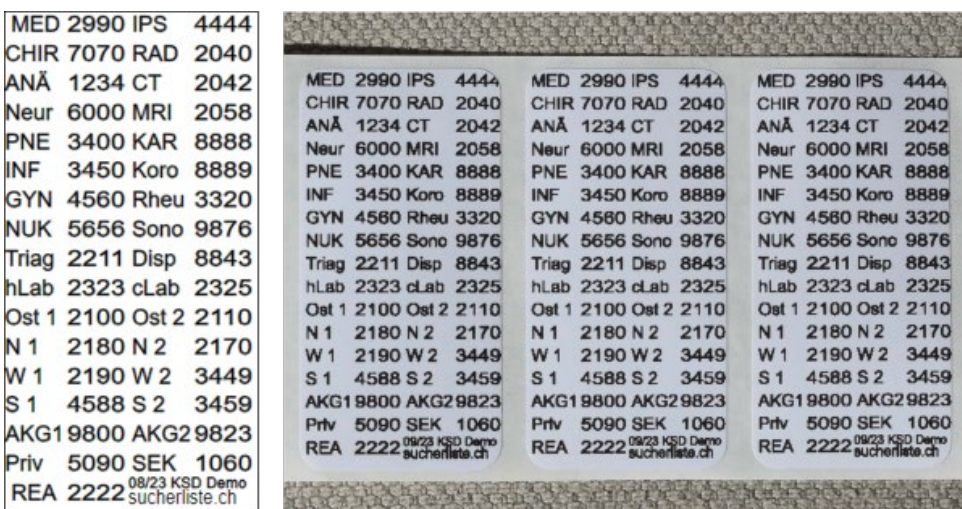 MED 2990 IPS 4444
CHIR 7070 RAD 2040
ANÄ 1234 CT 2042
Neur 6000 MRI 2058
PNE 3400 KAR 8888
INF 3450 Koro 8889
GYN 4560 Rheu 3320
NUK 5656 Sono 9876
Triag 2211 Disp 8843
hLab 2323 cLab 2325
Ost 1 2100 Ost 2 2110
N 1 2180 N 2 2170
W 1 2190 W 2 3449
S 1 4588 S 2 3459
AKG1 9800 AKG2 9823
Priv 5090 SEK 1060
REA 2222 08/23 KSD Demo
sucherliste.ch
MED 2990 IPS 4444
CHIR 7070 RAD 2040
ANÄ 1234 CT 2042
Neur 6000 MRI 2058
PNE 3400 KAR 8888
INF 3450 Koro 8889
GYN 4560 Rheu 3320
NUK 5656 Sono 9876
Triag 2211 Disp 8843
hLab 2323 cLab 2325
Ost 1 2100 Ost 2 2110
N 1 2180 N 2 2170
W 1 2190 W 2 3449
S 1 4588 S 2 3459
AKG1 9800 AKG2 9823
Priv 5090 SEK 1060
REA 2222 09/23 KSD Demo
sucherliste.ch
MED 2990 IPS 4444
CHIR 7070 RAD 2040
ANÄ 1234 CT 2042
Neur 6000 MRI 2058
PNE 3400 KAR 8888
INF 3450 Koro 8889
GYN 4560 Rheu 3320
NUK 5656 Sono 9876
Triag 2211 Disp 8843
hLab 2323 cLab 2325
Ost 1 2100 Ost 2 2110
N 1 2180 N 2 2170
W 1 2190 W 2 3449
S 1 4588 S 2 3459
AKG1 9800 AKG2 9823
Priv 5090 SEK 1060
REA 2222 09/23 KSD Demo
sucherliste.ch
MED 2990 IPS 4444
CHIR 7070 RAD 2040
ANÄ 1234 CT 2042
Neur 6000 MRI 2058
PNE 3400 KAR 8888
INF 3450 Koro 8889
GYN 4560 Rheu 3320
NUK 5656 Sono 9876
Triag 2211 Disp 8843
hLab 2323 cLab 2325
Ost 1 2100 Ost 2 2110
N 1 2180 N 2 2170
W 1 2190 W 2 3449
S 1 4588 S 2 3459
AKG1 9800 AKG2 9823
Priv 5090 SEK 1060
REA 2222 09/23 KSD Demo
sucherliste.ch